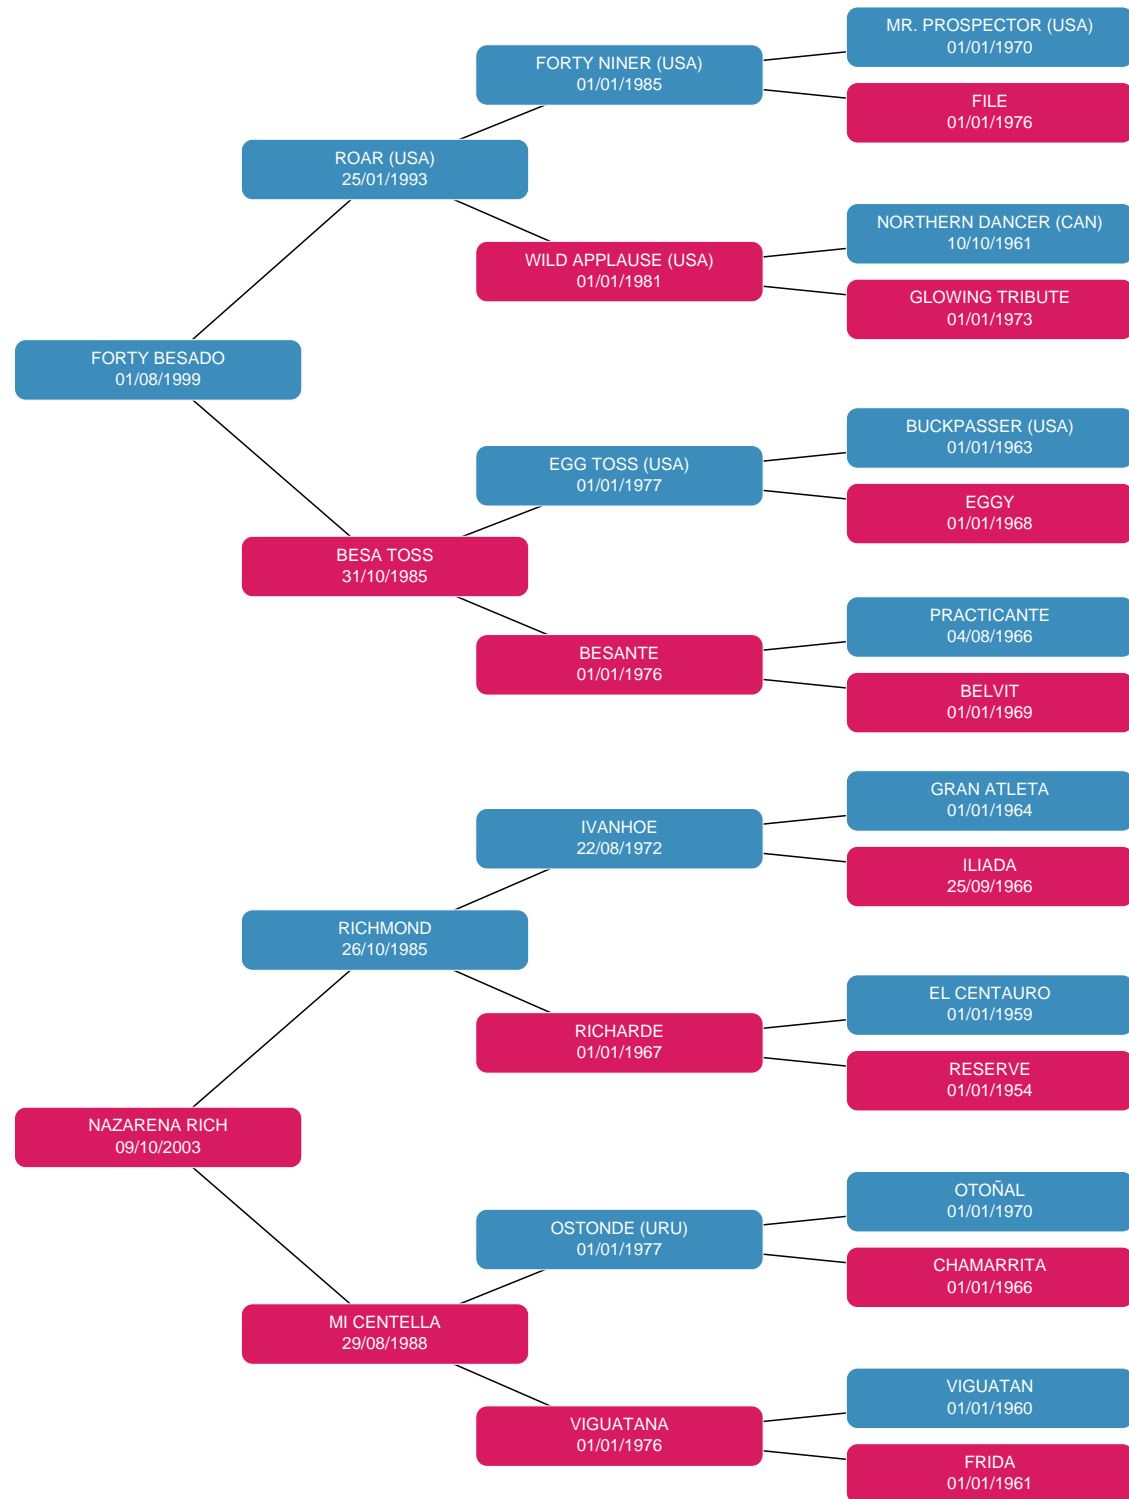 MR. PROSPECTOR (USA)
01/01/1970
FORTY NINER (USA)
01/01/1985
FILE
01/01/1976
ROAR (USA)
25/01/1993
NORTHERN DANCER (CAN)
10/10/1961
WILD APPLAUSE (USA)
01/01/1981
GLOWING TRIBUTE
01/01/1973
FORTY BESADO
01/08/1999
BUCKPASSER (USA)
01/01/1963
EGG TOSS (USA)
01/01/1977
EGGY
01/01/1968
BESA TOSS
31/10/1985
PRACTICANTE
04/08/1966
BESANTE
01/01/1976
BELVIT
01/01/1969
GRAN ATLETA
01/01/1964
IVANHOE
22/08/1972
ILIADA
25/09/1966
RICHMOND
26/10/1985
EL CENTAURO
01/01/1959
RICHARDE
01/01/1967
RESERVE
01/01/1954
NAZARENA RICH
09/10/2003
OTOÑAL
01/01/1970
OSTONDE (URU)
01/01/1977
CHAMARRITA
01/01/1966
MI CENTELLA
29/08/1988
VIGUATAN
01/01/1960
VIGUATANA
01/01/1976
FRIDA
01/01/1961